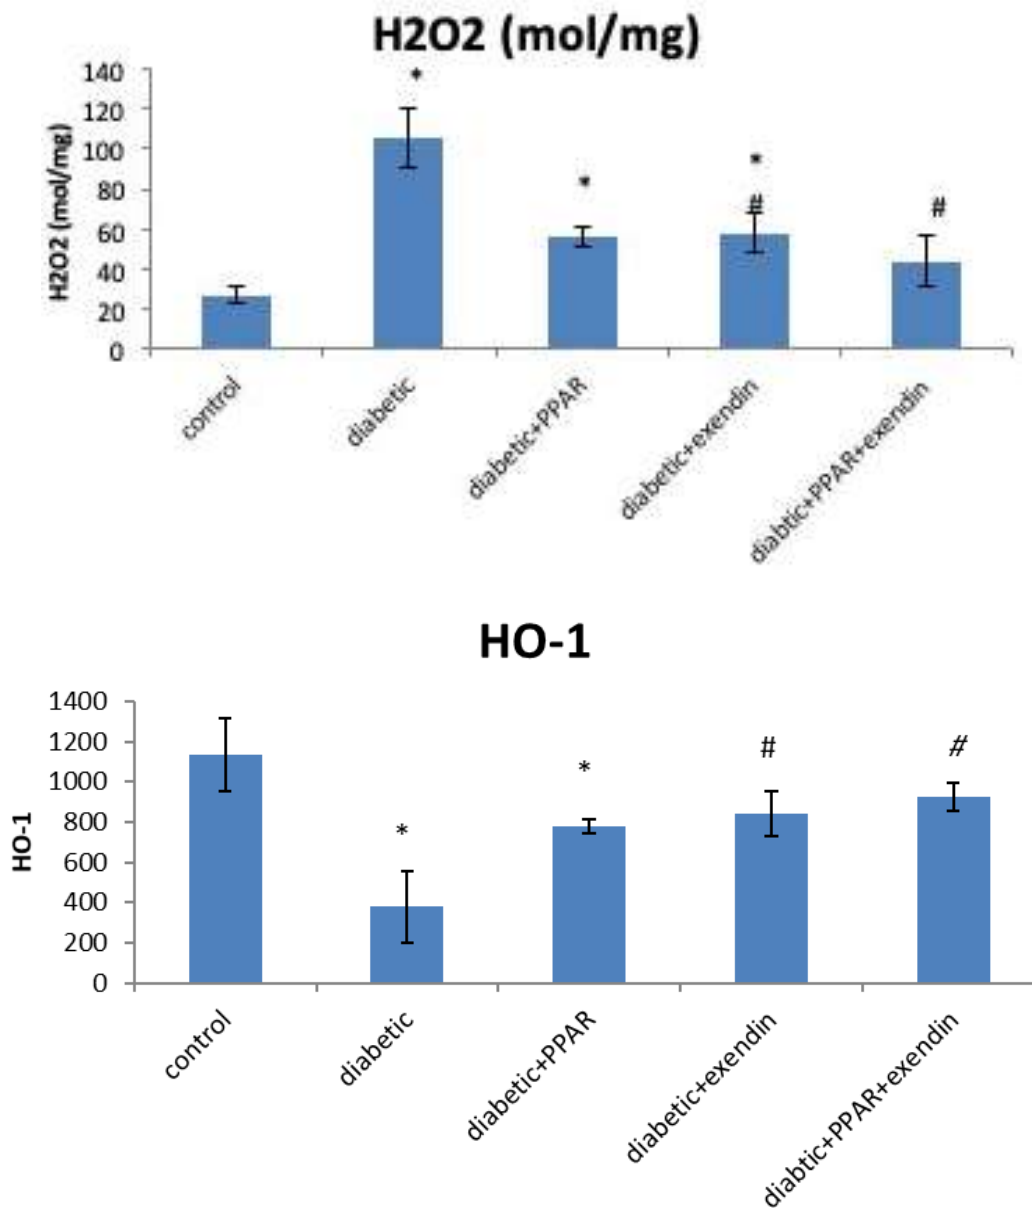 H2O2 (mol/mg)
H2O2 (mol/mg)
140
120
100
80
60
40
20
0
*
*
*
#
#
control
diabetic
diabetic+PPAR
diabetic+exendin
diabtic+PPAR+exendin
HO-1
HO-1
1400
1200
1000
800
600
400
200
0
*
*
#
#
control
diabetic
diabetic+PPAR
diabetic+exendin
diabtic+PPAR+exendin